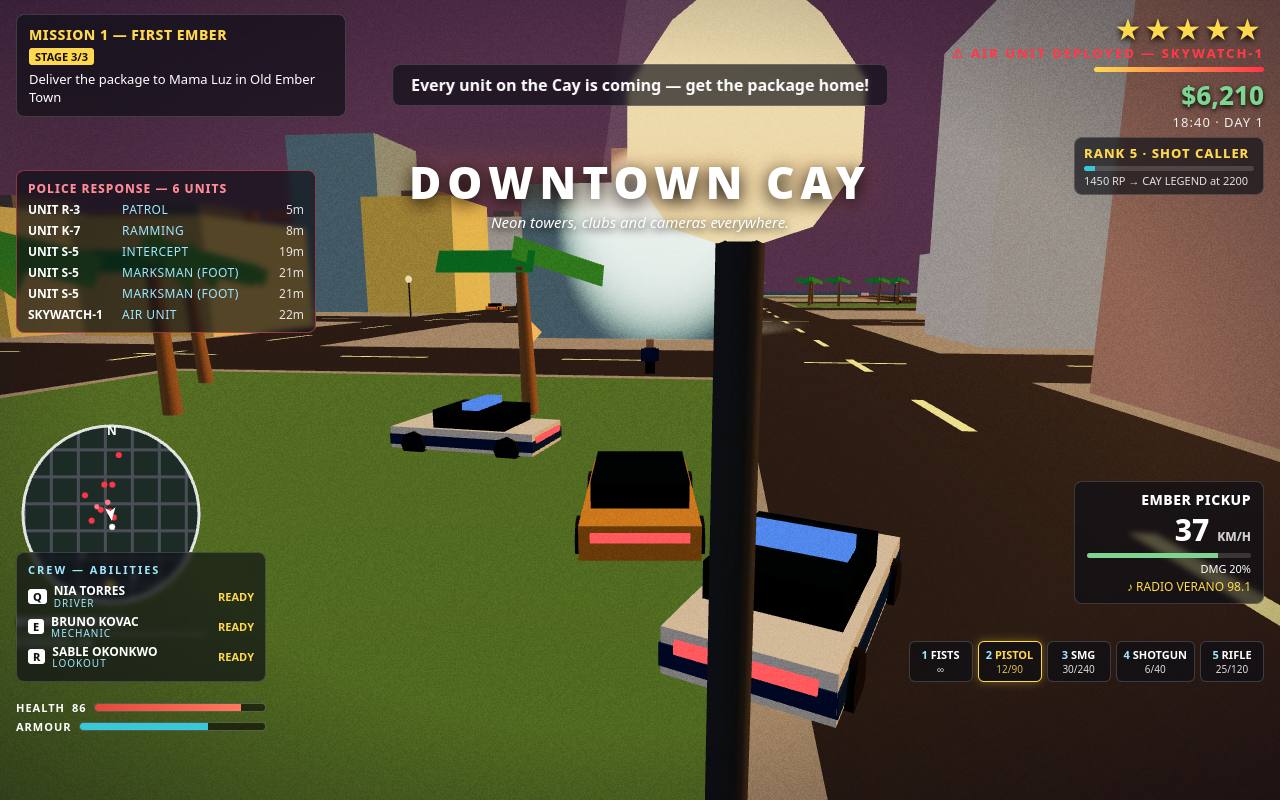 MISSION 1 — FIRST EMBER
STAGE 3/3
Deliver the package to Mama Luz in Old Ember
Town
Every unit on the Cay is coming — get the package home!
★★★★★
⚠ AIR UNIT DEPLOYED — SKYWATCH-1
$6,210
18:40 · DAY 1
RANK 5 · SHOT CALLER
1450 RP → CAY LEGEND at 2200
DOWNTOWN CAY
Neon towers, clubs and cameras everywhere.
POLICE RESPONSE — 6 UNITS
UNIT R-3 PATROL 5m
UNIT K-7 RAMMING 8m
UNIT S-5 INTERCEPT 19m
UNIT S-5 MARKSMAN (FOOT) 21m
UNIT S-5 MARKSMAN (FOOT) 21m
SKYWATCH-1 AIR UNIT 22m
N
CREW — ABILITIES
Q NIA TORRES READY
DRIVER
E BRUNO KOVAC READY
MECHANIC
R SABLE OKONKWO READY
LOOKOUT
HEALTH 86
ARMOUR
EMBER PICKUP
37 KM/H
DMG 20%
♪ RADIO VERANO 98.1
1 FISTS
∞
2 PISTOL
12/90
3 SMG
30/240
4 SHOTGUN
6/40
5 RIFLE
25/120